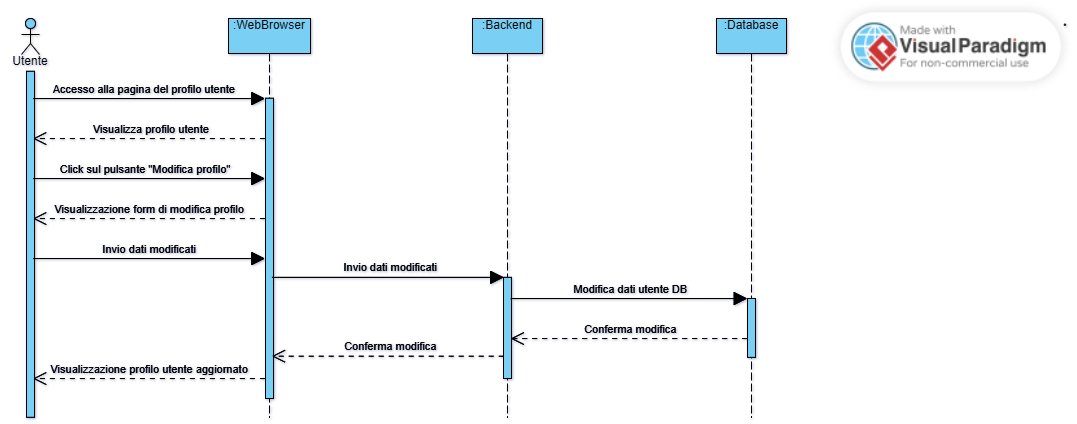 :WebBrowser
:Backend
:Database
Made with
Visual Paradigm
For non-commercial use
Utente
Accesso alla pagina del profilo utente
Visualizza profilo utente
Click sul pulsante "Modifica profilo"
Visualizzazione form di modifica profilo
Invio dati modificati
Invio dati modificati
Modifica dati utente DB
Conferma modifica
Conferma modifica
Visualizzazione profilo utente aggiornato